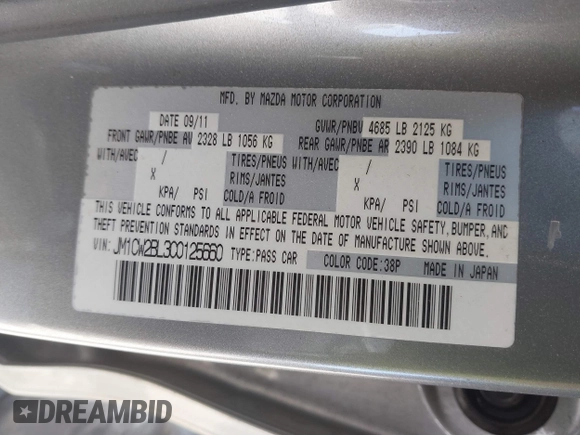 MFD. BY MAZDA MOTOR CORPORATION
DATE 09/11 GVWR/PNBV 4685 LB 2125 KG
FRONT GAWR/PNBE AV 2328 LB 1056 KG REAR GAWR/PNBE AR 2390 LB 1084 KG
WITH/AVEC / TIRES/PNEUS WITH/AVEC / TIRES/PNEUS
X RIMS/JANTES X RIMS/JANTES
KPA/ PSI COLD/A FROID KPA/ PSI COLD/A FROID
THIS VEHICLE CONFORMS TO ALL APPLICABLE FEDERAL MOTOR VEHICLE SAFETY, BUMPER, AND
THEFT PREVENTION STANDARDS IN EFFECT ON THE DATE OF MANUFACTURE SHOWN ABOVE.
VIN: JM1CW2BL3C0125660 TYPE:PASS CAR COLOR CODE:38P MADE IN JAPAN
DREAMBID